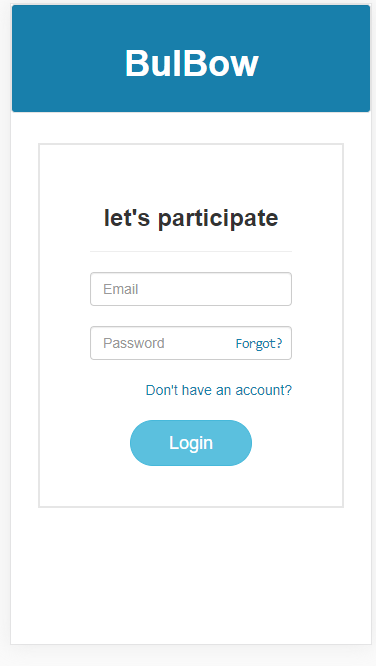 BulBow
let's participate
Email
Password Forgot?
Don't have an account?
Login